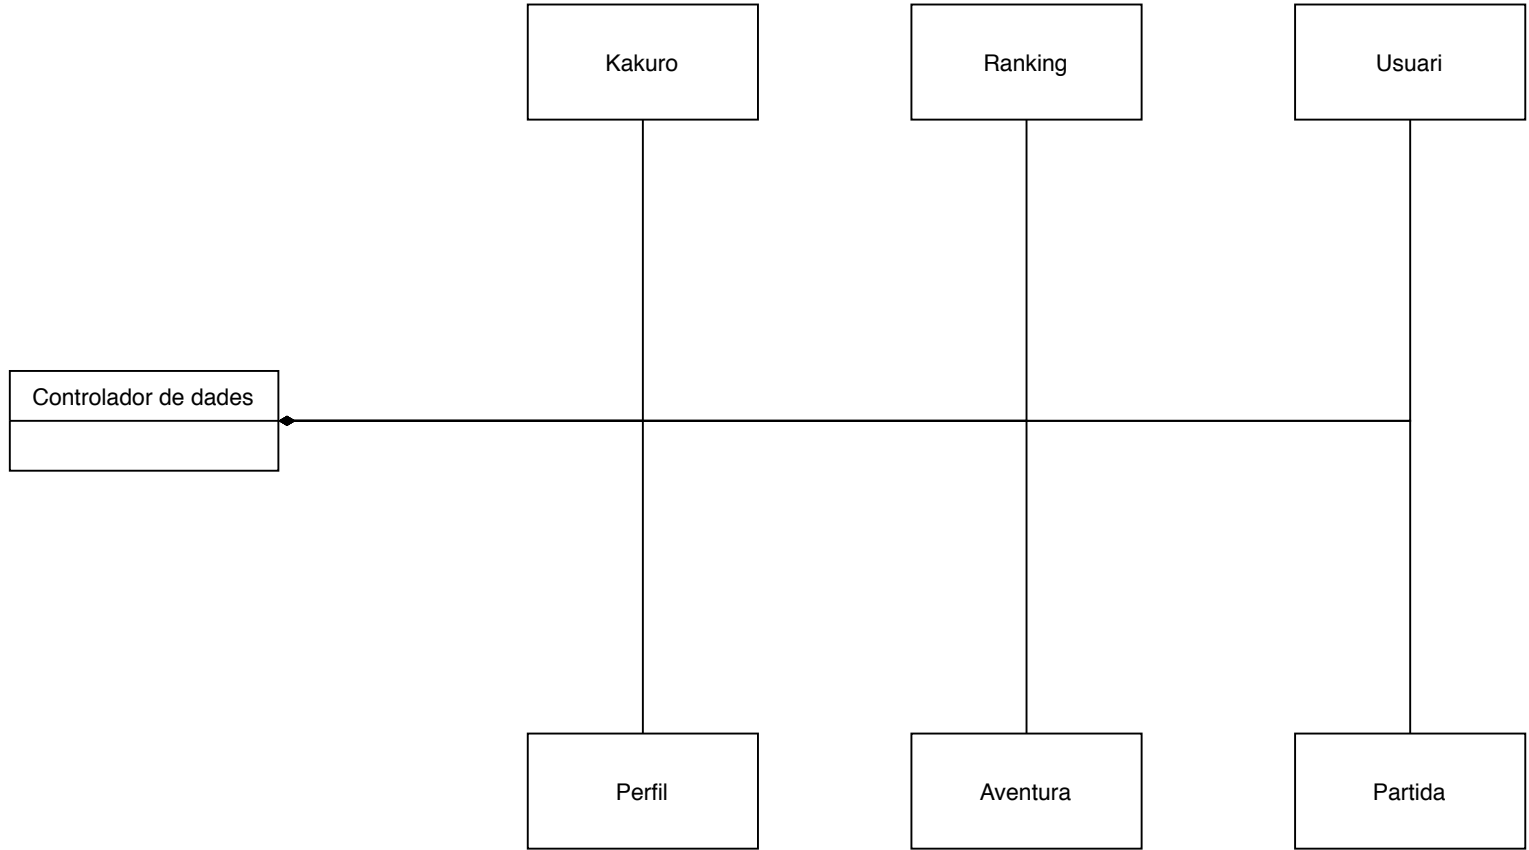 Kakuro
Ranking
Usuari
Controlador de dades
Perfil
Aventura
Partida